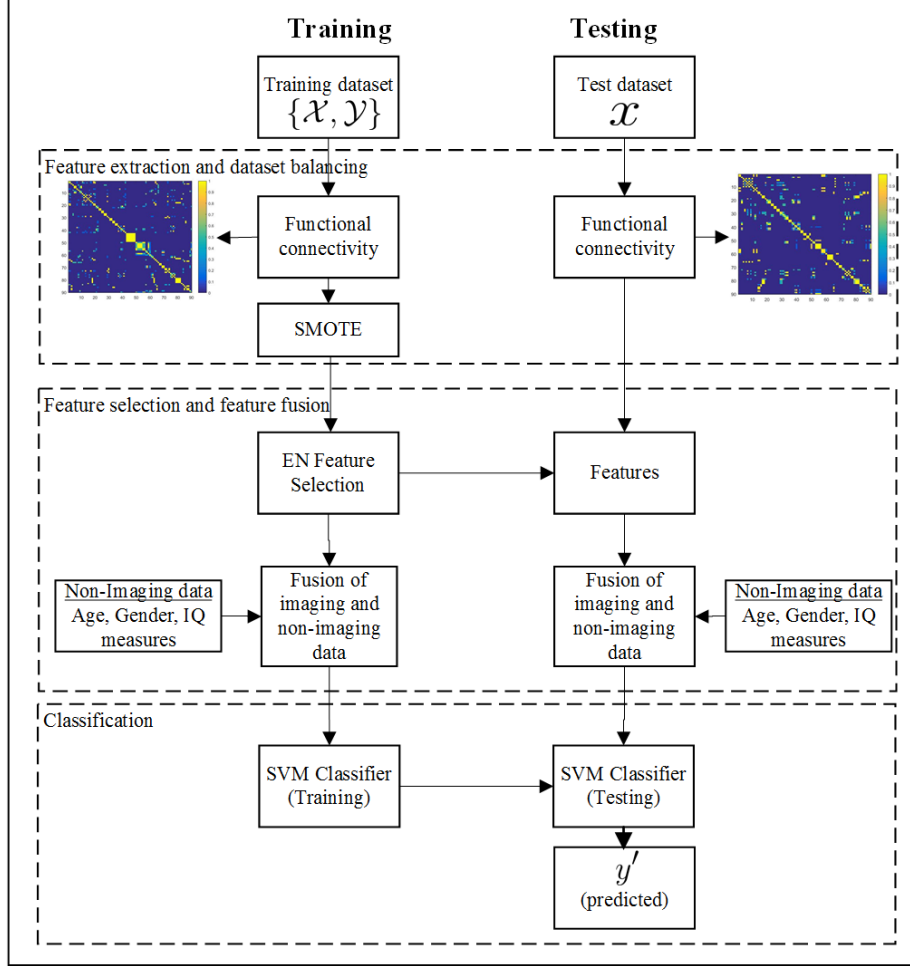 Training
Testing
Training dataset
{𝒳, 𝒴}
Test dataset
x
Feature extraction and dataset balancing
Functional
connectivity
Functional
connectivity
SMOTE
Feature selection and feature fusion
EN Feature
Selection
Features
Non-Imaging data
Age, Gender, IQ
measures
Fusion of
imaging and
non-imaging
data
Fusion of
imaging and
non-imaging
data
Non-Imaging data
Age, Gender, IQ
measures
Classification
SVM Classifier
(Training)
SVM Classifier
(Testing)
y′
(predicted)